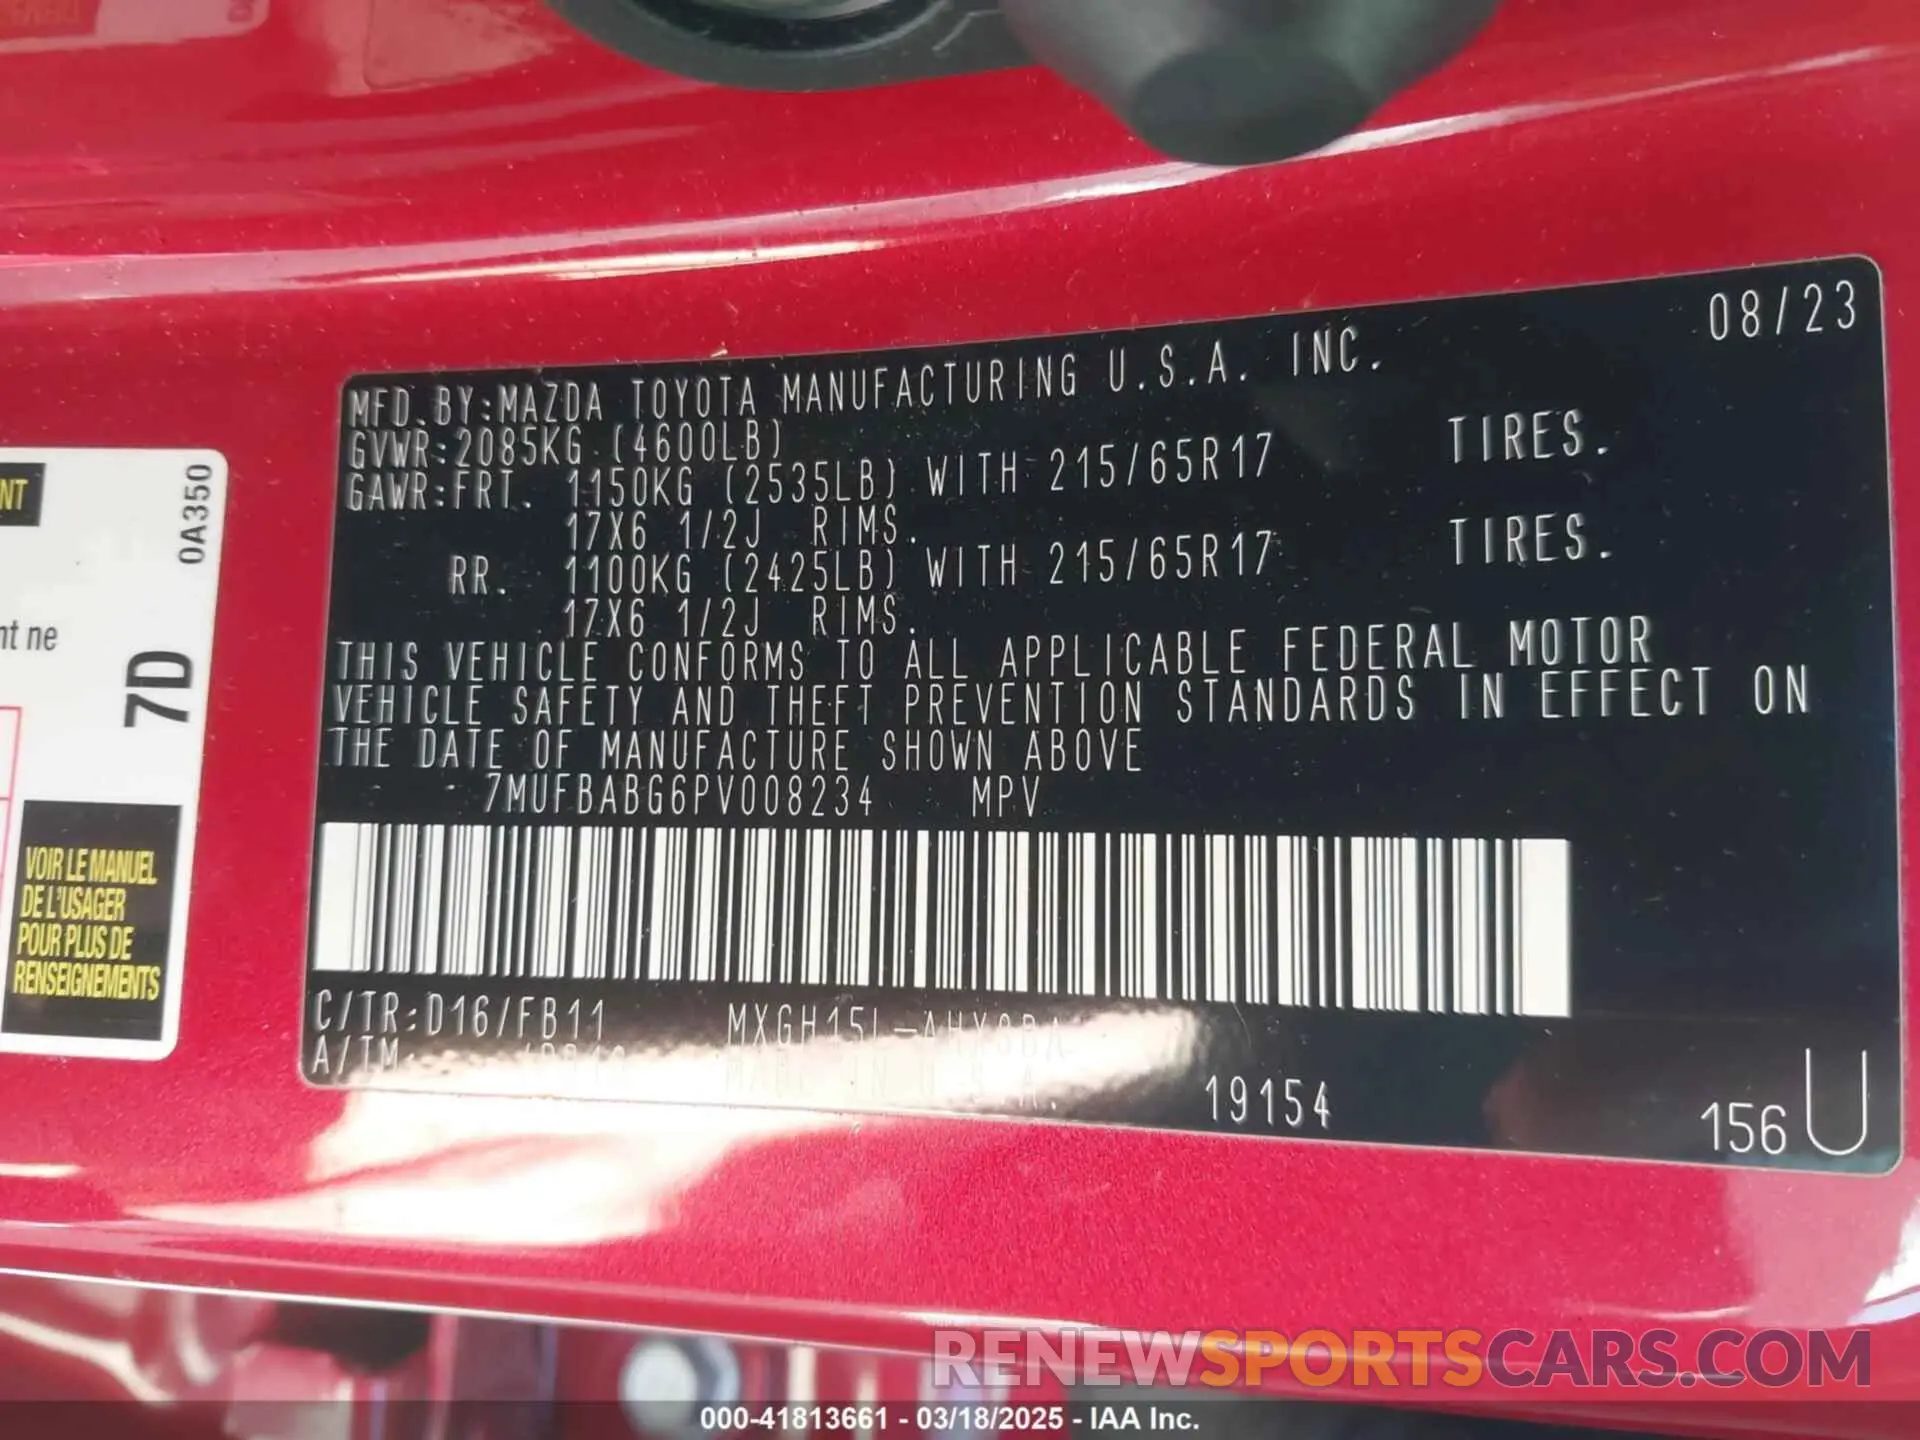 08/23
MFD.BY:MAZDA TOYOTA MANUFACTURING U.S.A. INC.
GVWR:2085KG (4600LB)
GAWR:FRT. 1150KG (2535LB) WITH 215/65R17 TIRES.
17X6 1/2J RIMS.
RR. 1100KG (2425LB) WITH 215/65R17 TIRES.
17X6 1/2J RIMS.
THIS VEHICLE CONFORMS TO ALL APPLICABLE FEDERAL MOTOR
VEHICLE SAFETY AND THEFT PREVENTION STANDARDS IN EFFECT ON
THE DATE OF MANUFACTURE SHOWN ABOVE
7MUFBABG6PV008234 MPV
C/TR:D16/FB11
A/TM:
MADE IN U.S.A.
19154
156 U
NT
0A350
nt ne
7D
VOIR LE MANUEL
DE L'USAGER
POUR PLUS DE
RENSEIGNEMENTS
RENEWSPORTSCARS.COM
000-41813661 - 03/18/2025 - IAA Inc.